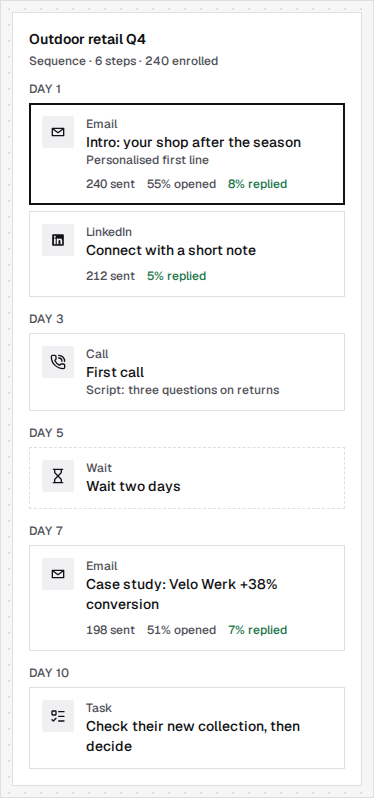 Outdoor retail Q4
Sequence · 6 steps · 240 enrolled
DAY 1
Email
Intro: your shop after the season
Personalised first line
240 sent 55% opened 8% replied
LinkedIn
Connect with a short note
212 sent 5% replied
DAY 3
Call
First call
Script: three questions on returns
DAY 5
Wait
Wait two days
DAY 7
Email
Case study: Velo Werk +38%
conversion
198 sent 51% opened 7% replied
DAY 10
Task
Check their new collection, then
decide